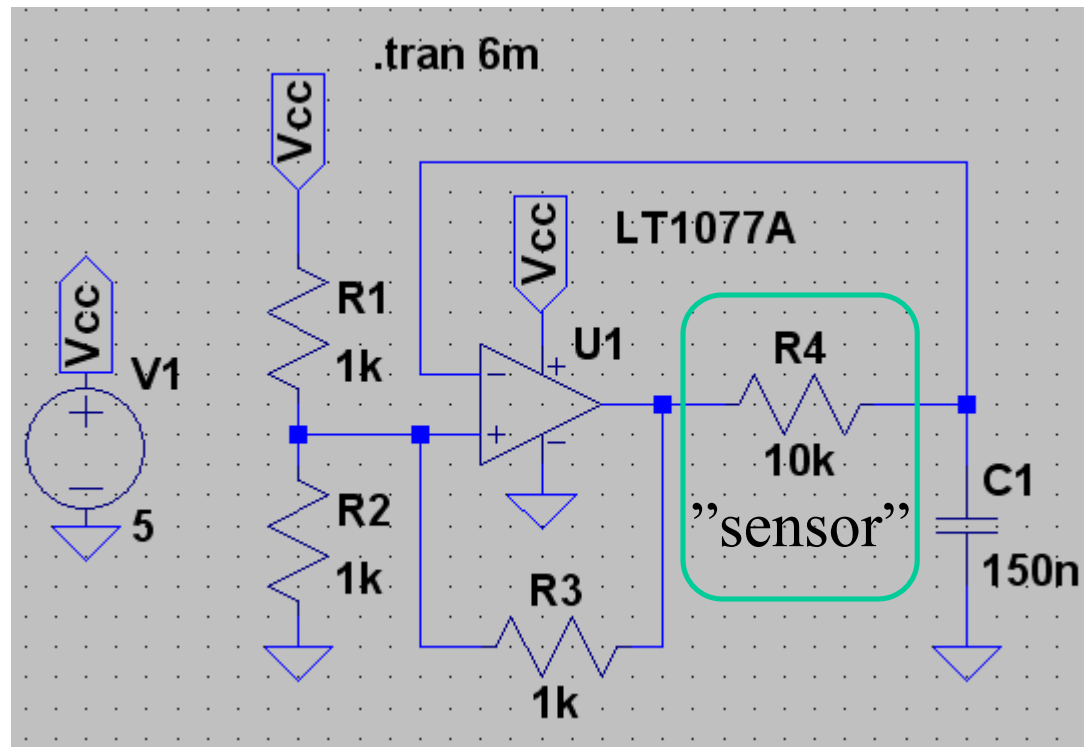 .tran 6m
Vcc
Vcc
LT1077A
Vcc
V1
5
R1
1k
R2
1k
U1
+
−
+
−
+
−
R4
10k
”sensor”
C1
150n
R3
1k